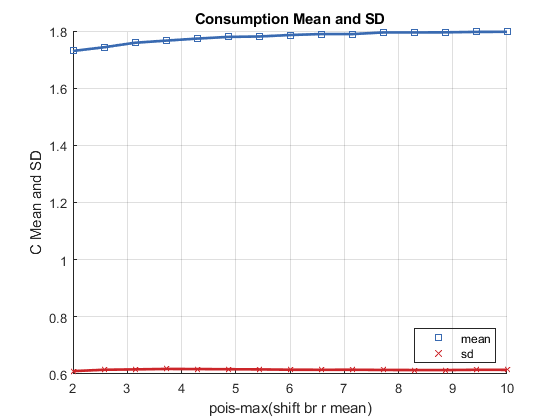 Consumption Mean and SD
1.8
1.6
1.4
1.2
1
0.8
0.6
C Mean and SD
2 3 4 5 6 7 8 9 10
pois-max(shift br r mean)
mean
sd